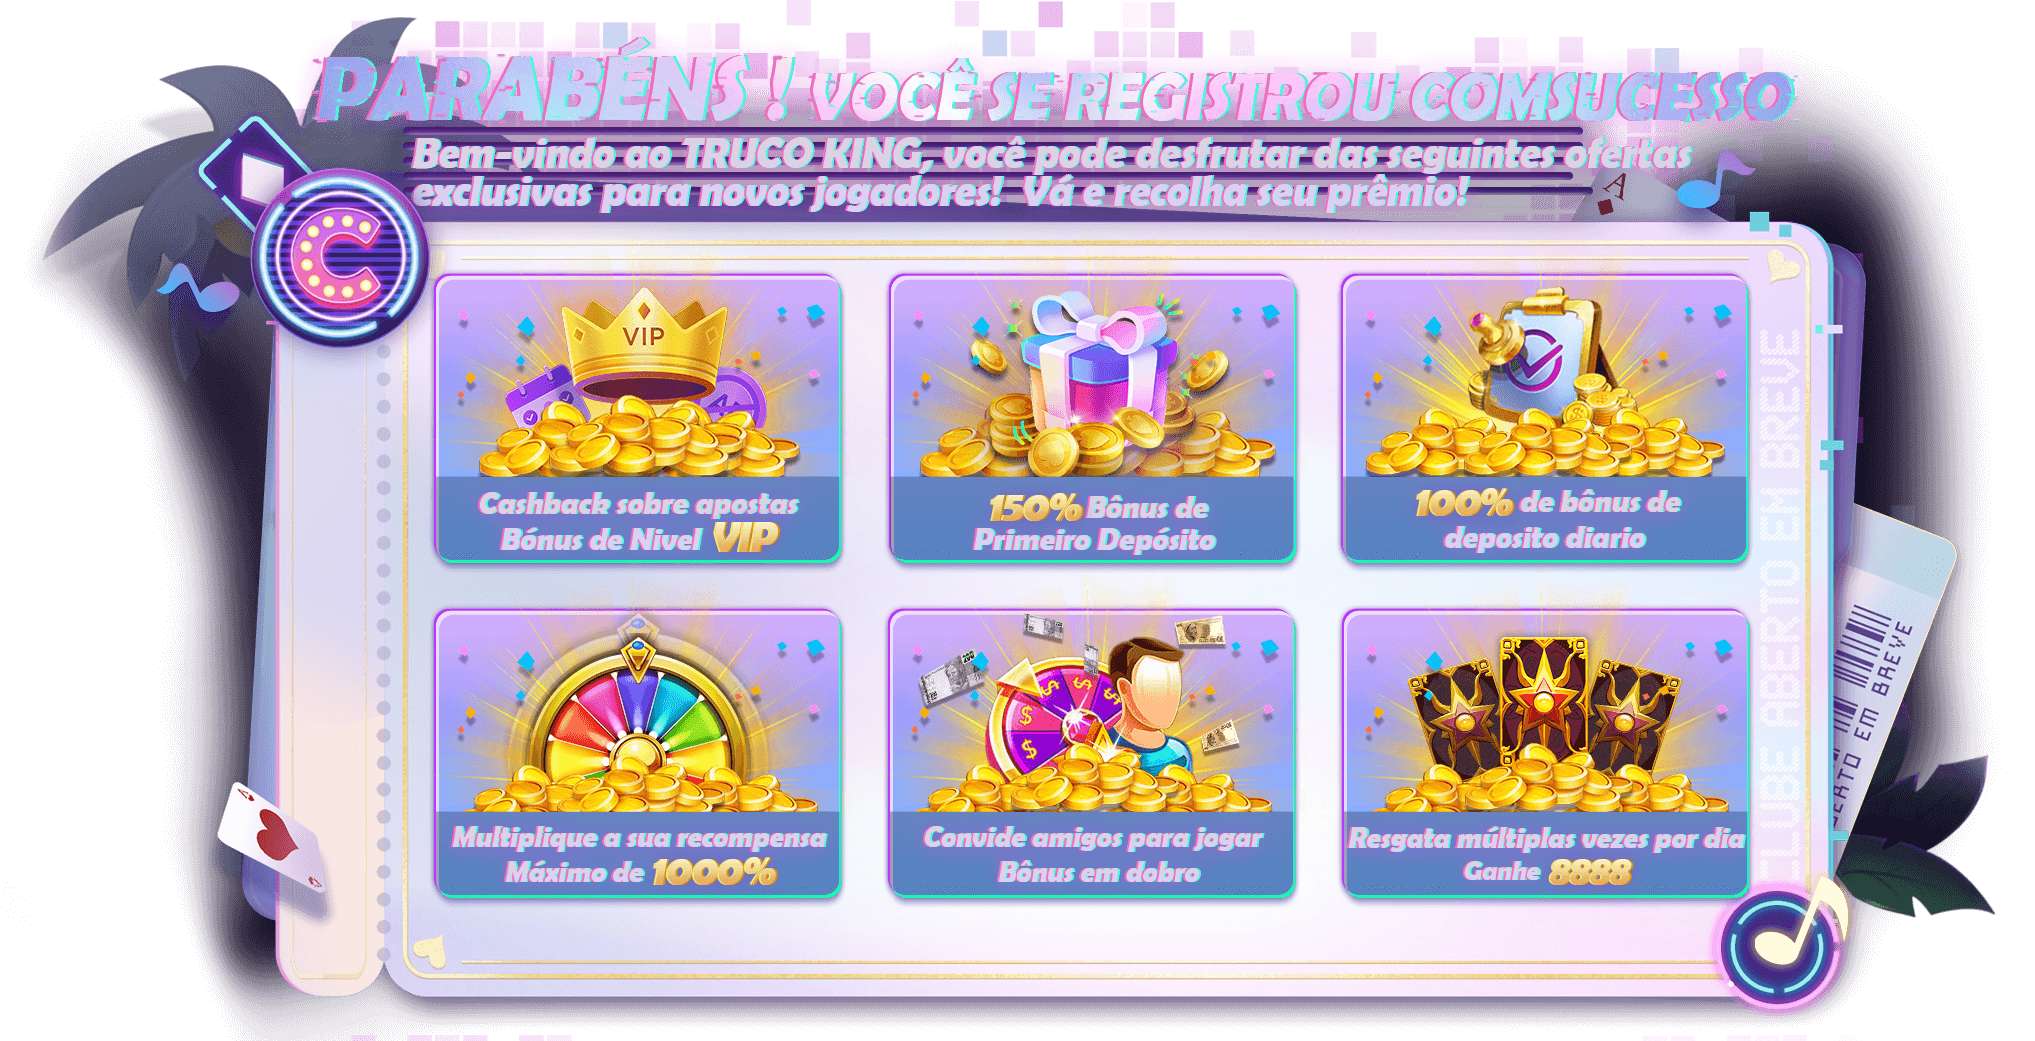 PARABÉNS ! VOCÊ SE REGISTROU COMSUCESSO
Bem-vindo ao TRUCO KING, você pode desfrutar das seguintes ofertas
exclusivas para novos jogadores! Vá e recolha seu prêmio!
C
A
VIP
Cashback sobre apostas
Bónus de Nivel VIP
150% Bônus de
Primeiro Depósito
100% de bônus de
deposito diario
Multiplique a sua recompensa
Máximo de 1000%
Convide amigos para jogar
Bônus em dobro
Resgata múltiplas vezes por dia
Ganhe 8888
CLUBE ABERTO EM BREVE
EM BREVE